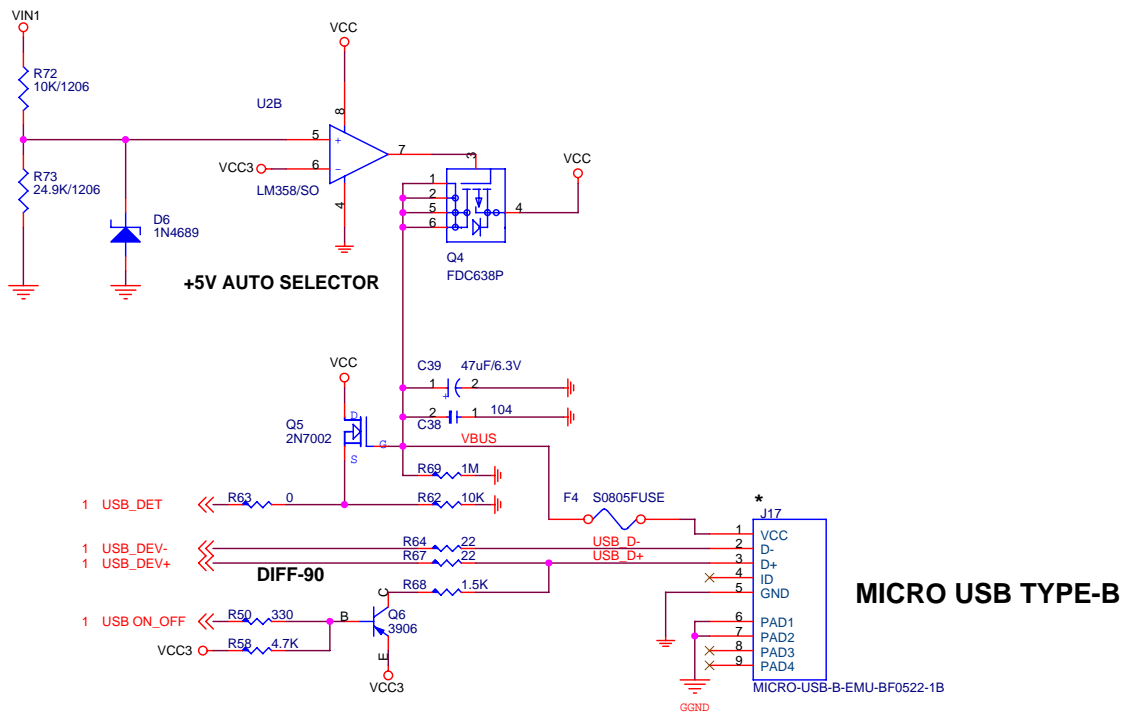 VIN1
VCC
R72
10K/1206
U2B
8
5
+
7
3
VCC
VCC3
6
-
LM358/SO
4
R73
24.9K/1206
1
2
5
6
4
D6
1N4689
Q4
FDC638P
+5V AUTO SELECTOR
VCC
C39 47uF/6.3V
1 + 2
2 1 104
C38
Q5
2N7002
D
G
S
VBUS
R69 1M
1 USB_DET
R63 0
R62 10K
F4 S0805FUSE
*
J17
1 USB_DEV-
R64 22
USB_D-
1 USB_DEV+
R67 22
USB_D+
DIFF-90
R68 1.5K
C
1 USB ON_OFF
R50 330
B
Q6
3906
VCC3
R58 4.7K
E
VCC3
1 VCC
2 D-
3 D+
4 ID
5 GND
6 PAD1
7 PAD2
8 PAD3
9 PAD4
MICRO-USB-B-EMU-BF0522-1B
GGND
MICRO USB TYPE-B